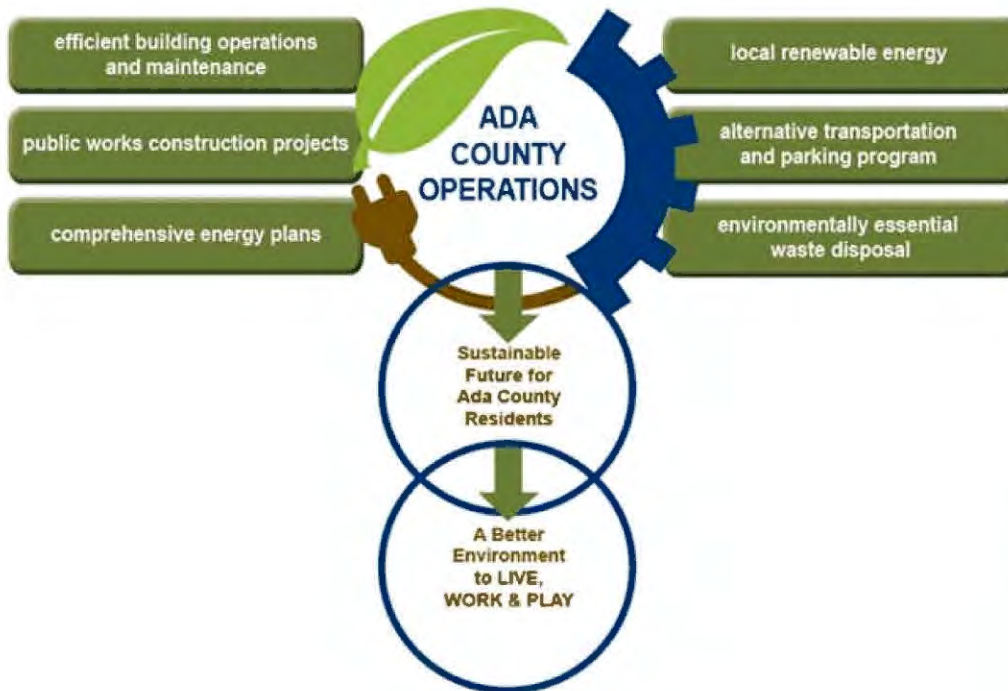 efficient building operations
and maintenance
public works construction projects
comprehensive energy plans
ADA
COUNTY
OPERATIONS
local renewable energy
alternative transportation
and parking program
environmentally essential
waste disposal
Sustainable
Future for
Ada County
Residents
A Better
Environment
to LIVE,
WORK & PLAY